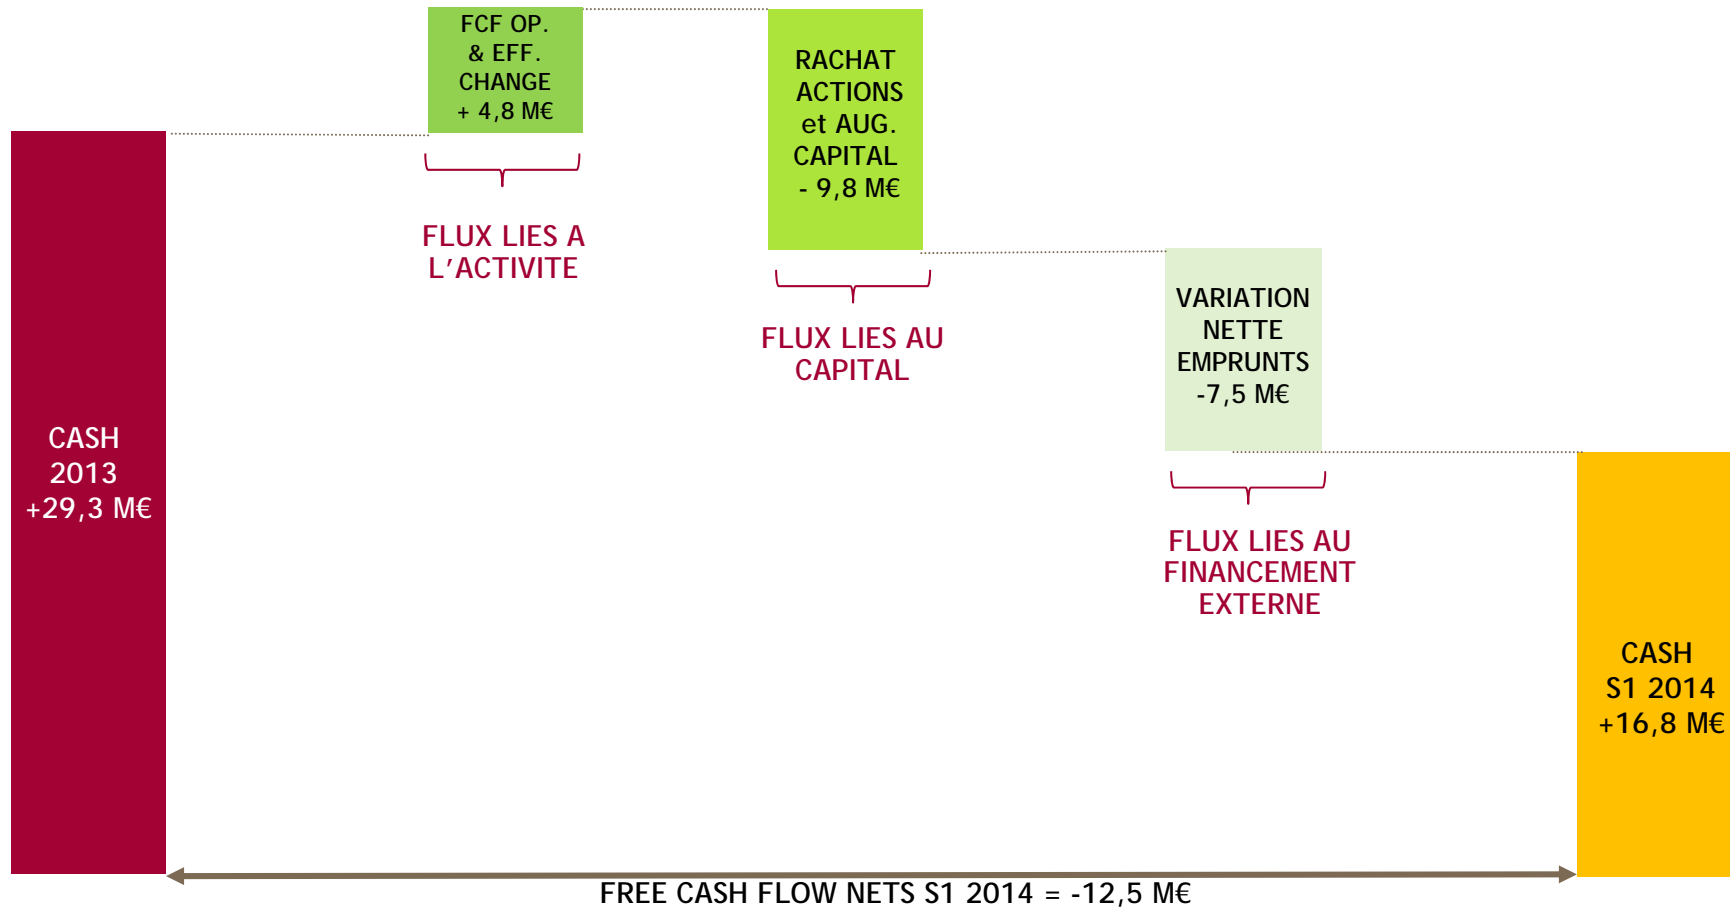 FCF OP.
& EFF.
CHANGE
+ 4,8 M€
FLUX LIES A
L'ACTIVITE
RACHAT
ACTIONS
et AUG.
CAPITAL
- 9,8 M€
FLUX LIES AU
CAPITAL
VARIATION
NETTE
EMPRUNTS
-7,5 M€
FLUX LIES AU
FINANCEMENT
EXTERNE
CASH
2013
+29,3 M€
CASH
S1 2014
+16,8 M€
FREE CASH FLOW NETS S1 2014 = -12,5 M€